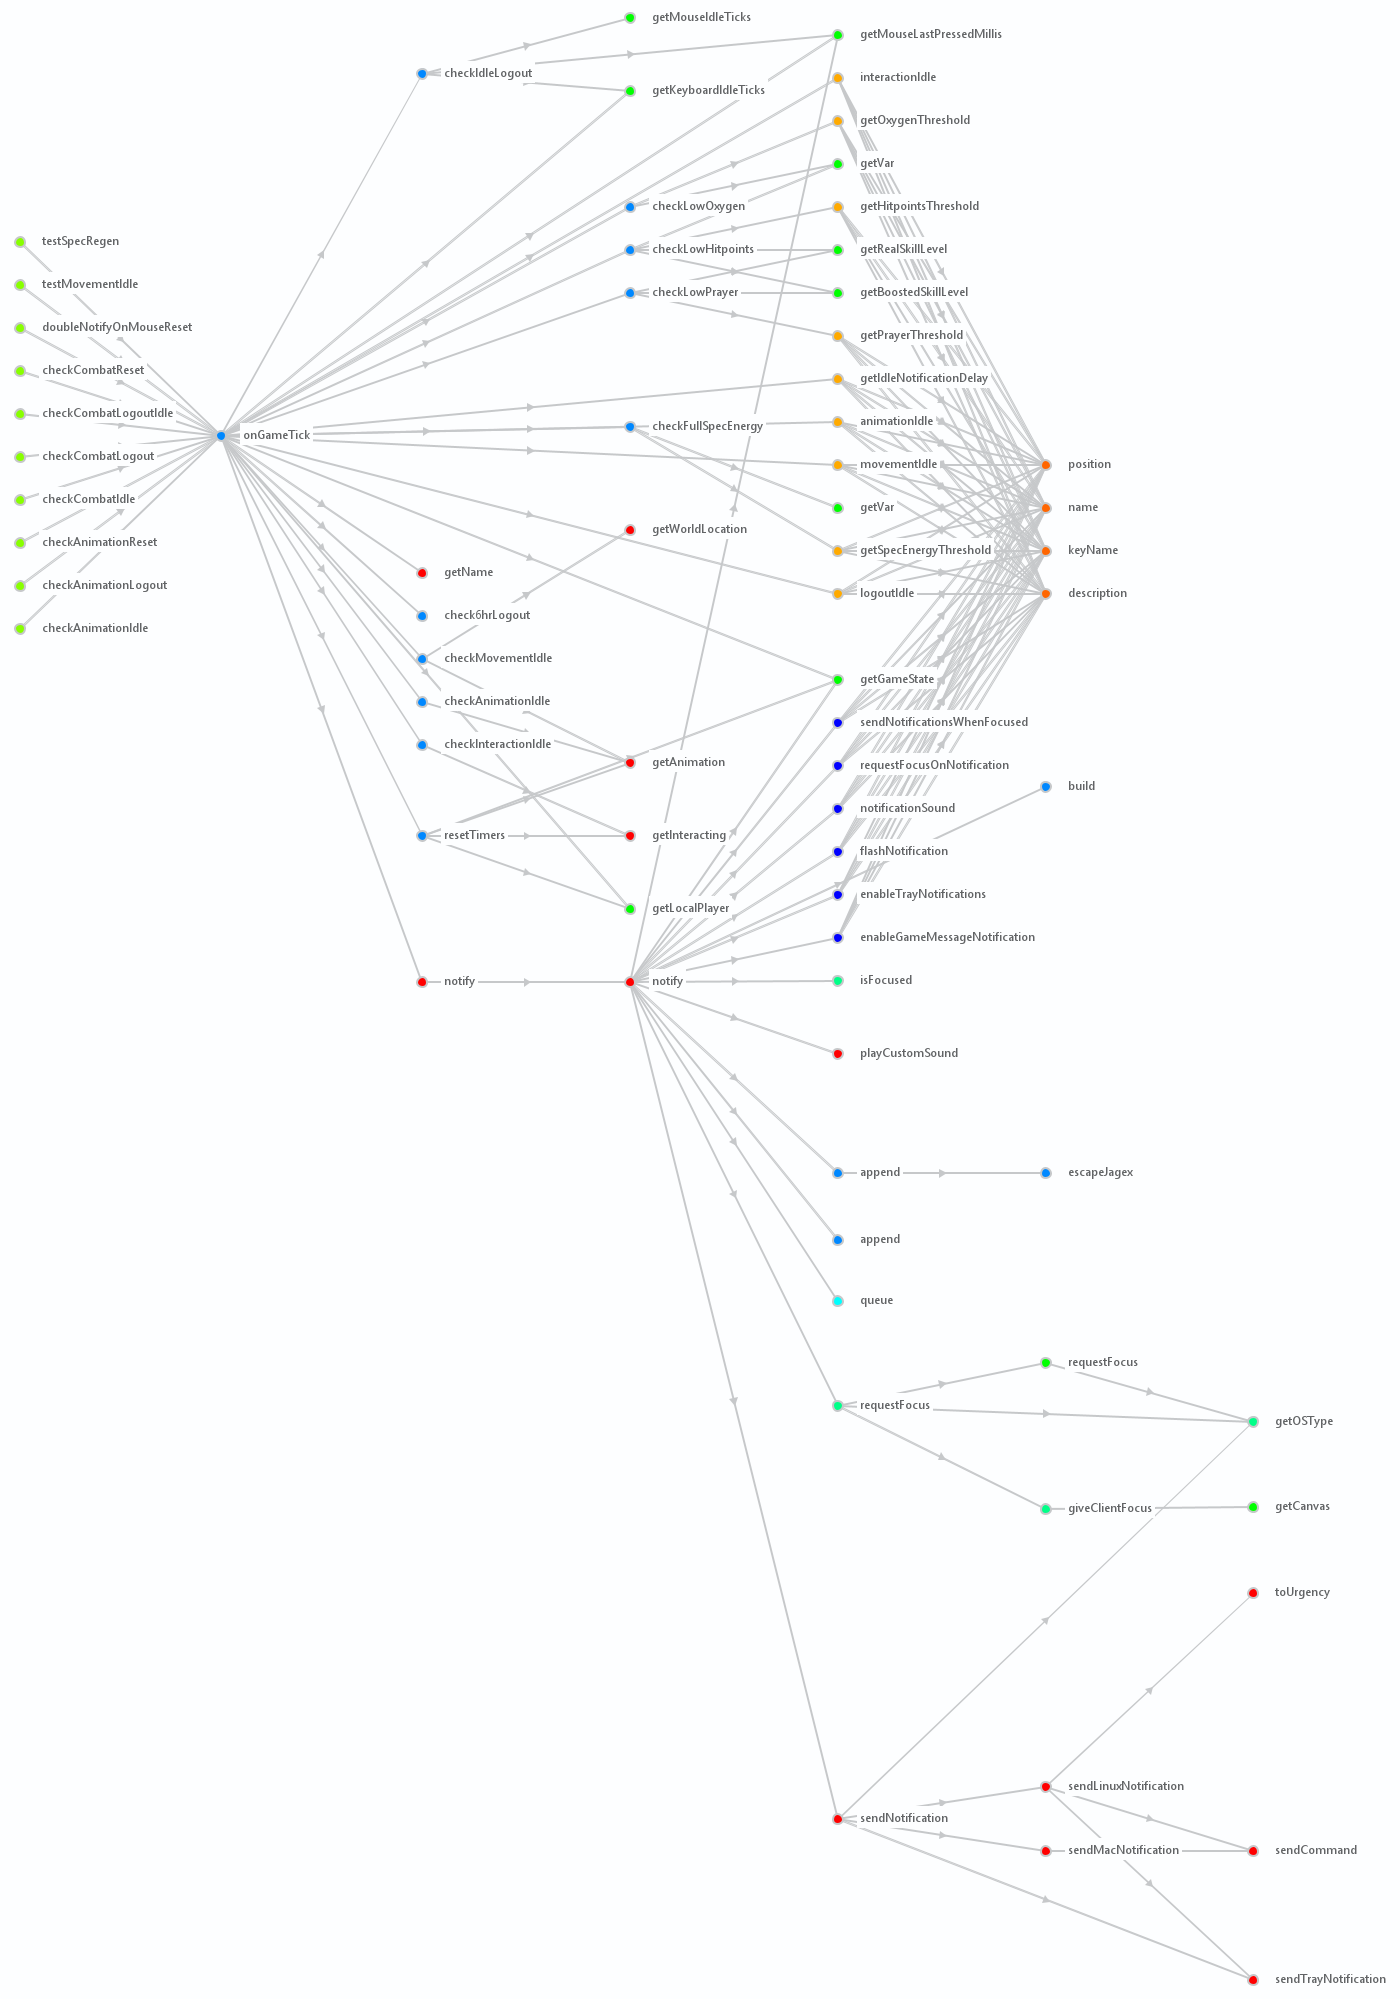 getMouseIdleTicks
getMouseLastPressedMillis
checkIdleLogout
interactionIdle
getKeyboardIdleTicks
getOxygenThreshold
getVar
checkLowOxygen
getHitpointsThreshold
testSpecRegen
checkLowHitpoints
getRealSkillLevel
testMovementIdle
checkLowPrayer
getBoostedSkillLevel
doubleNotifyOnMouseReset
getPrayerThreshold
checkCombatReset
getIdleNotificationDelay
checkCombatLogoutIdle
animationIdle
checkFullSpecEnergy
onGameTick
checkCombatLogout
movementIdle
position
checkCombatIdle
getVar
name
getWorldLocation
checkAnimationReset
getSpecEnergyThreshold
keyName
getName
checkAnimationLogout
logoutIdle
description
check6hrLogout
checkAnimationIdle
checkMovementIdle
getGameState
checkAnimationIdle
sendNotificationsWhenFocused
checkInteractionIdle
getAnimation
requestFocusOnNotification
build
notificationSound
resetTimers
getInteracting
flashNotification
enableTrayNotifications
getLocalPlayer
enableGameMessageNotification
notify
notify
isFocused
playCustomSound
append
escapeJagex
append
queue
requestFocus
requestFocus
getOSType
giveClientFocus
getCanvas
toUrgency
sendLinuxNotification
sendNotification
sendMacNotification
sendCommand
sendTrayNotification